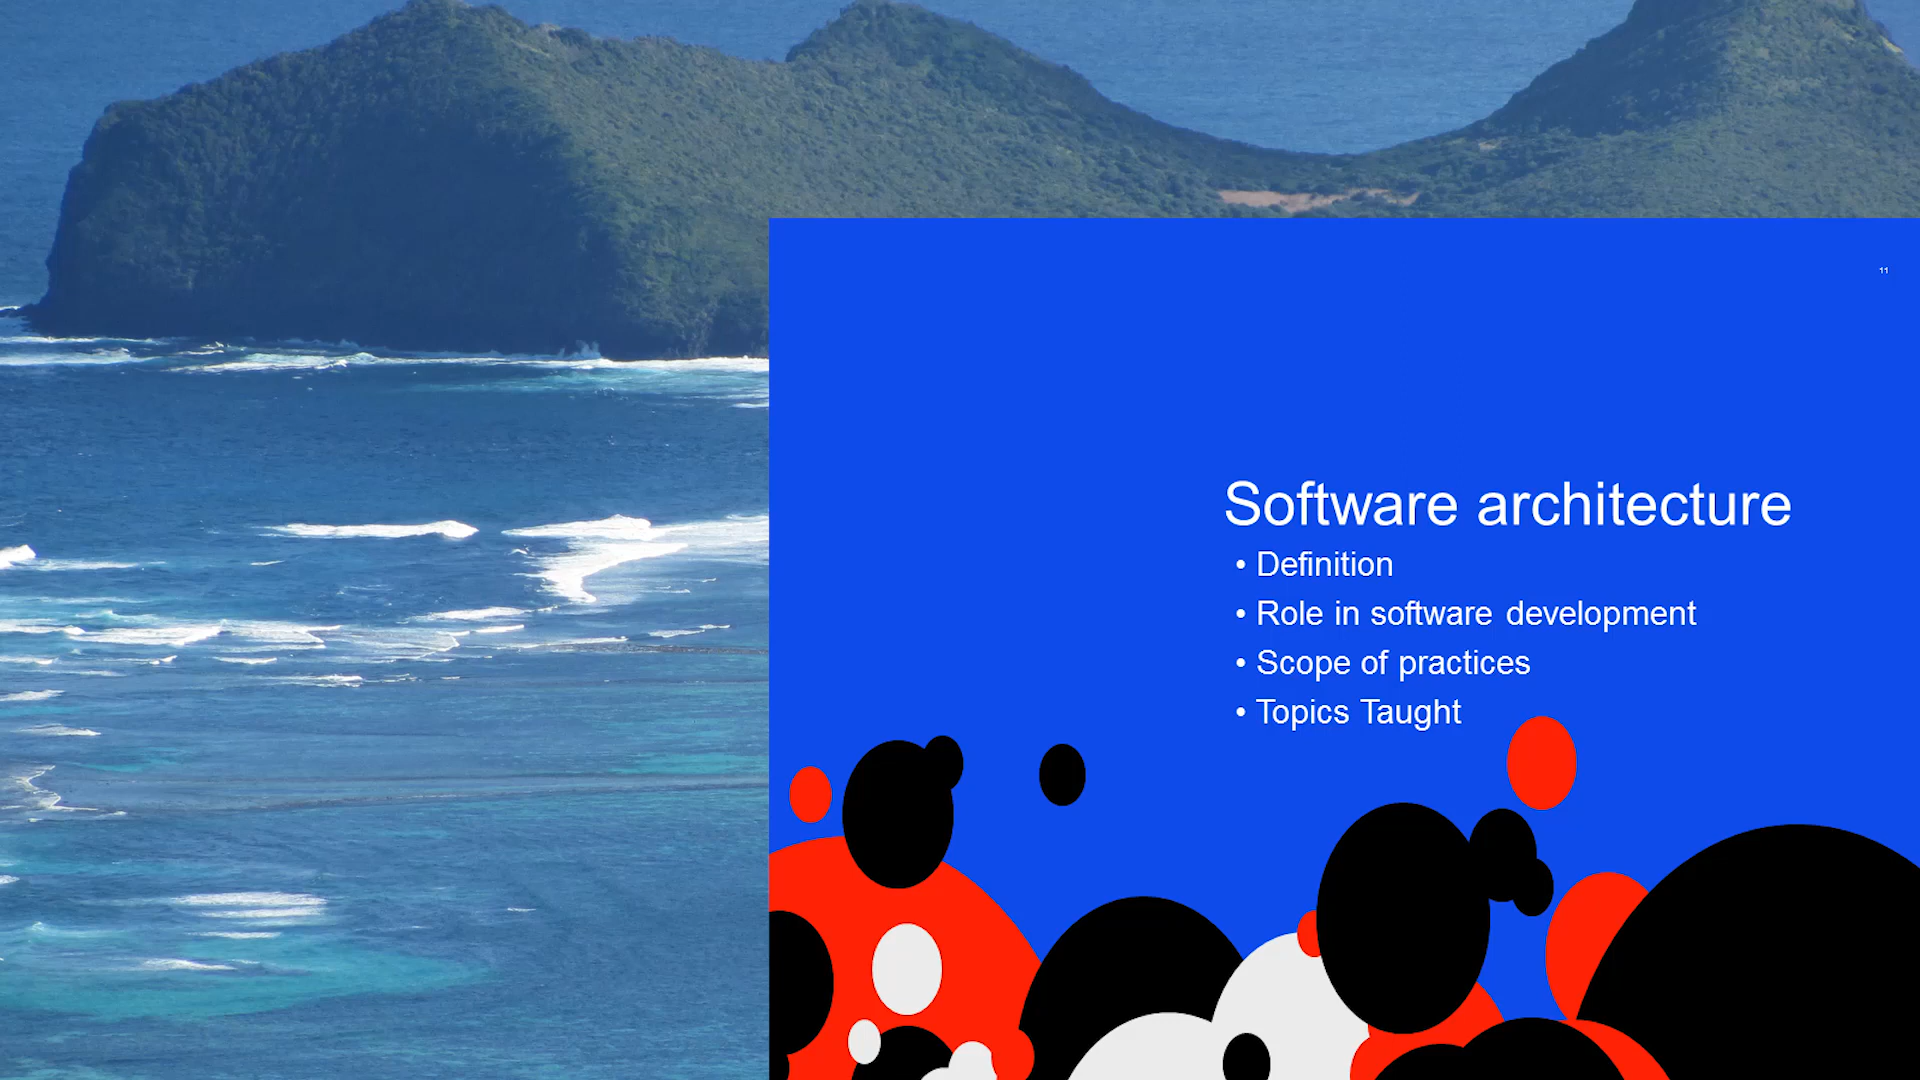 11
Software architecture
• Definition
• Role in software development
• Scope of practices
• Topics Taught